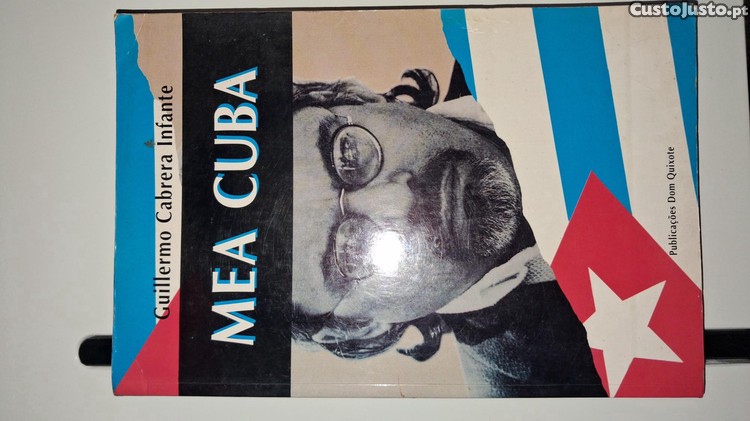 CustoJusto.pt
Guillermo Cabrera Infante
MEA CUBA
Publicações Dom Quixote